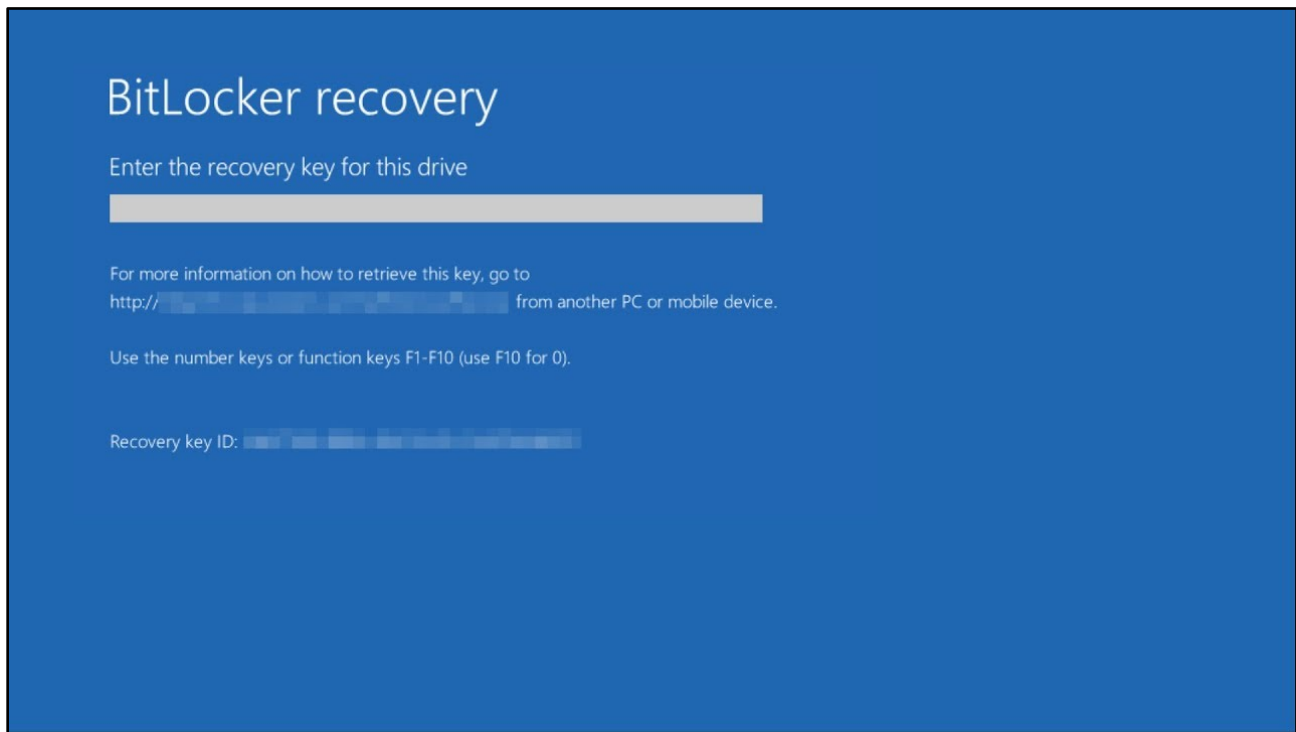 BitLocker recovery
Enter the recovery key for this drive
For more information on how to retrieve this key, go to
http:// from another PC or mobile device.
Use the number keys or function keys F1-F10 (use F10 for 0).
Recovery key ID: